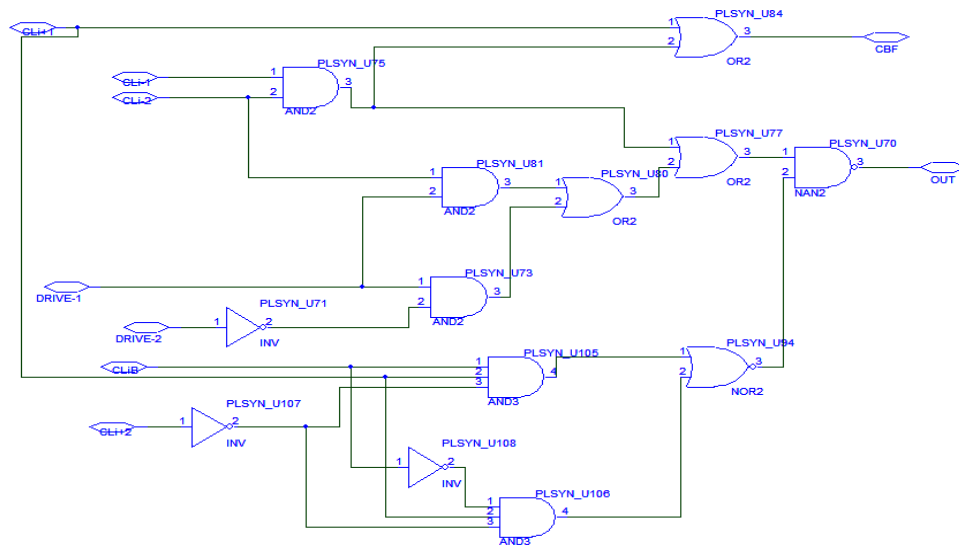 PLSYN_U84
CLi+1
1
2
3
CBF
OR2
PLSYN_U75
CLi-1
1
CLi-2
2
3
AND2
PLSYN_U77
1
2
3
OR2
PLSYN_U70
1
2
3
NAN2
OUT
PLSYN_U81
1
2
3
AND2
PLSYN_U80
1
2
3
OR2
PLSYN_U73
DRIVE-1
1
2
3
AND2
PLSYN_U71
DRIVE-2
1
2
INV
PLSYN_U105
CLiB
1
2
3
4
AND3
PLSYN_U94
1
2
3
NOR2
PLSYN_U107
CLi+2
1
2
INV
PLSYN_U108
1
2
INV
PLSYN_U106
1
2
3
4
AND3